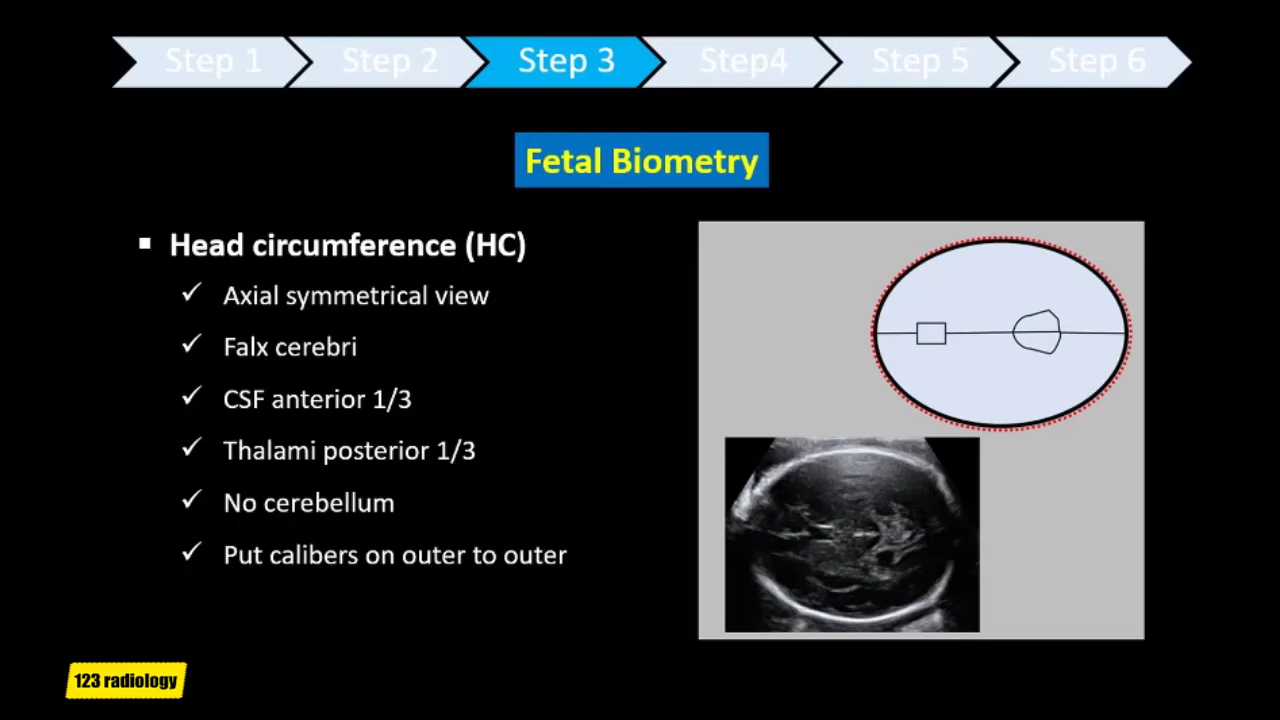 Step 1 Step 2 Step 3 Step4 Step 5 Step 6
Fetal Biometry
Head circumference (HC)
Axial symmetrical view
Falx cerebri
CSF anterior 1/3
Thalami posterior 1/3
No cerebellum
Put calibers on outer to outer
123 radiology